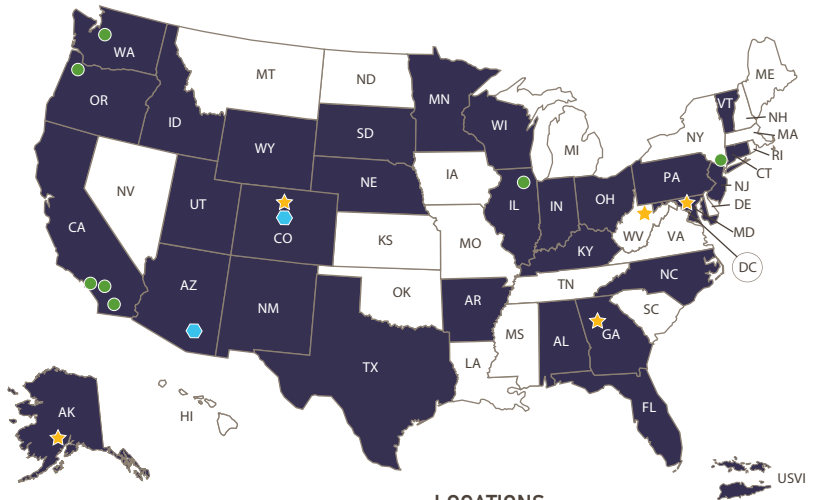 WA
MT
ND
MN
ME
VT
OR
ID
NH
WI
SD
NY
MA
WY
MI
RI
CT
IA
PA
NE
NJ
NV
UT
OH
DE
IL
IN
CO
WV
VA
MD
CA
KS
MO
KY
DC
AZ
NC
TN
OK
NM
AR
SC
MS
AL
GA
LA
TX
FL
AK
HI
USVI
LOCATIONS